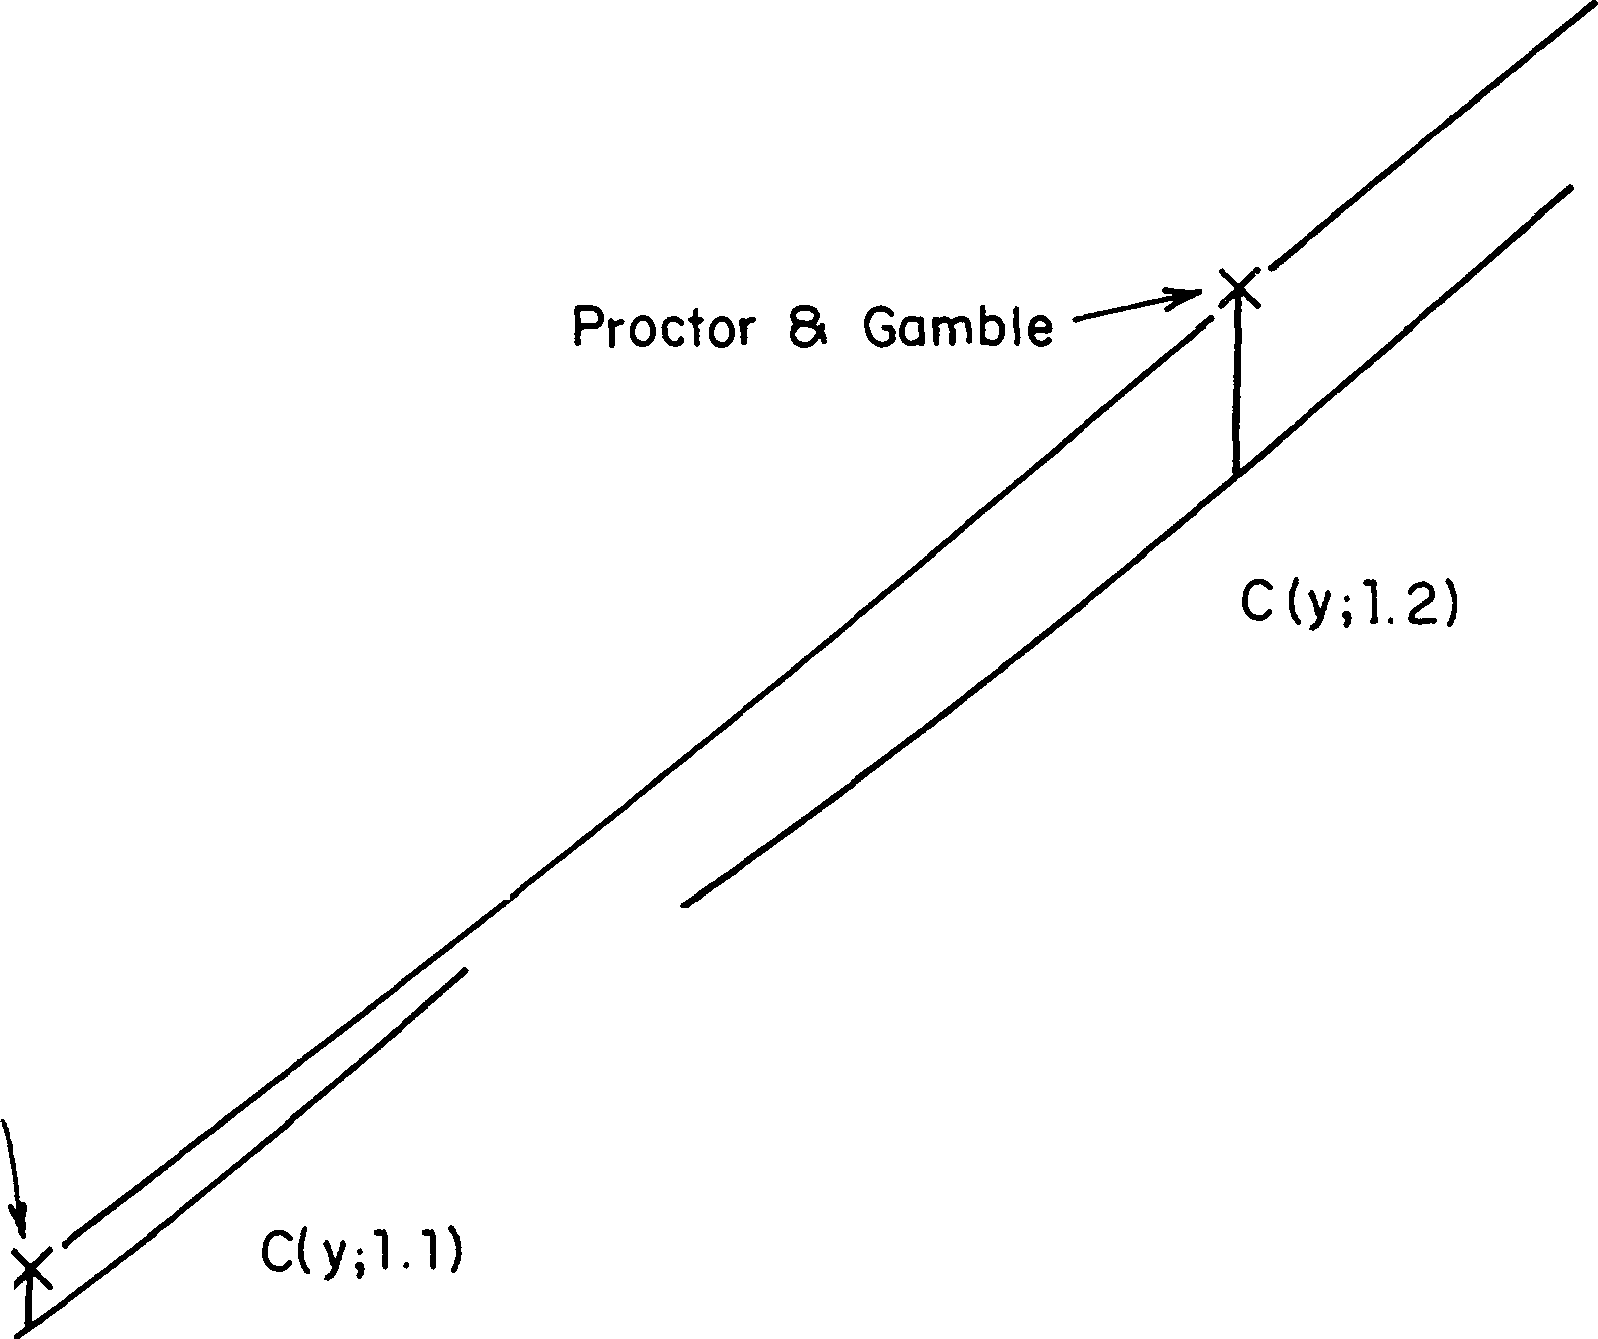 Proctor & Gamble
C(y;1.2)
C(y;1.1)